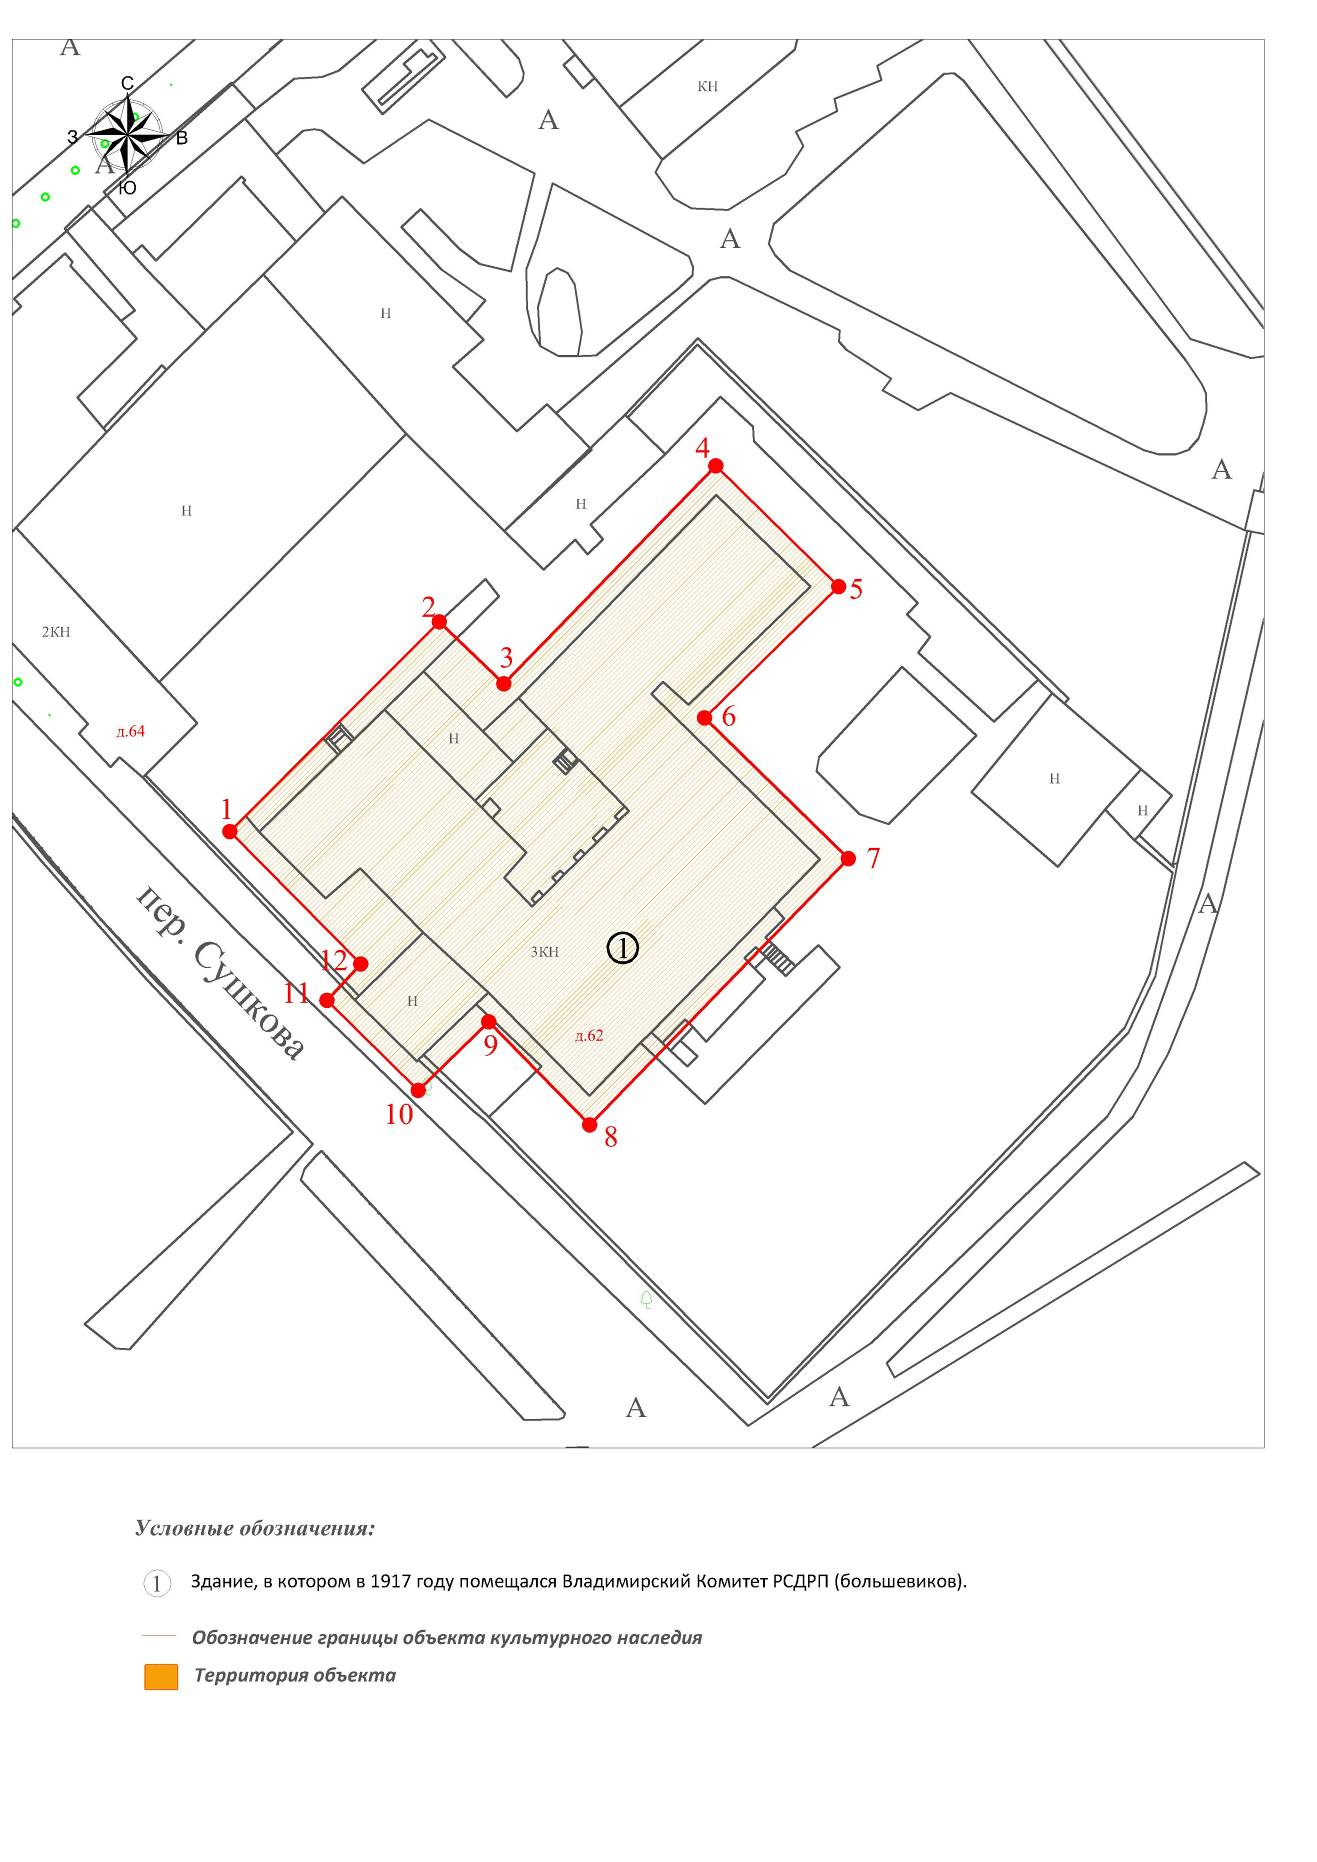 А
С
З
В
Ю
А
А
КН
А
А
Н
Н
Н
2КН
д.64
4
5
2
3
6
1
Н
7
Н
Н
А
12
11
Н
3КН
1
д.62
9
10
8
пер. Сушкова
А
А
Условные обозначения:
1 Здание, в котором в 1917 году помещался Владимирский Комитет РСДРП (большевиков).
Обозначение границы объекта культурного наследия
Территория объекта